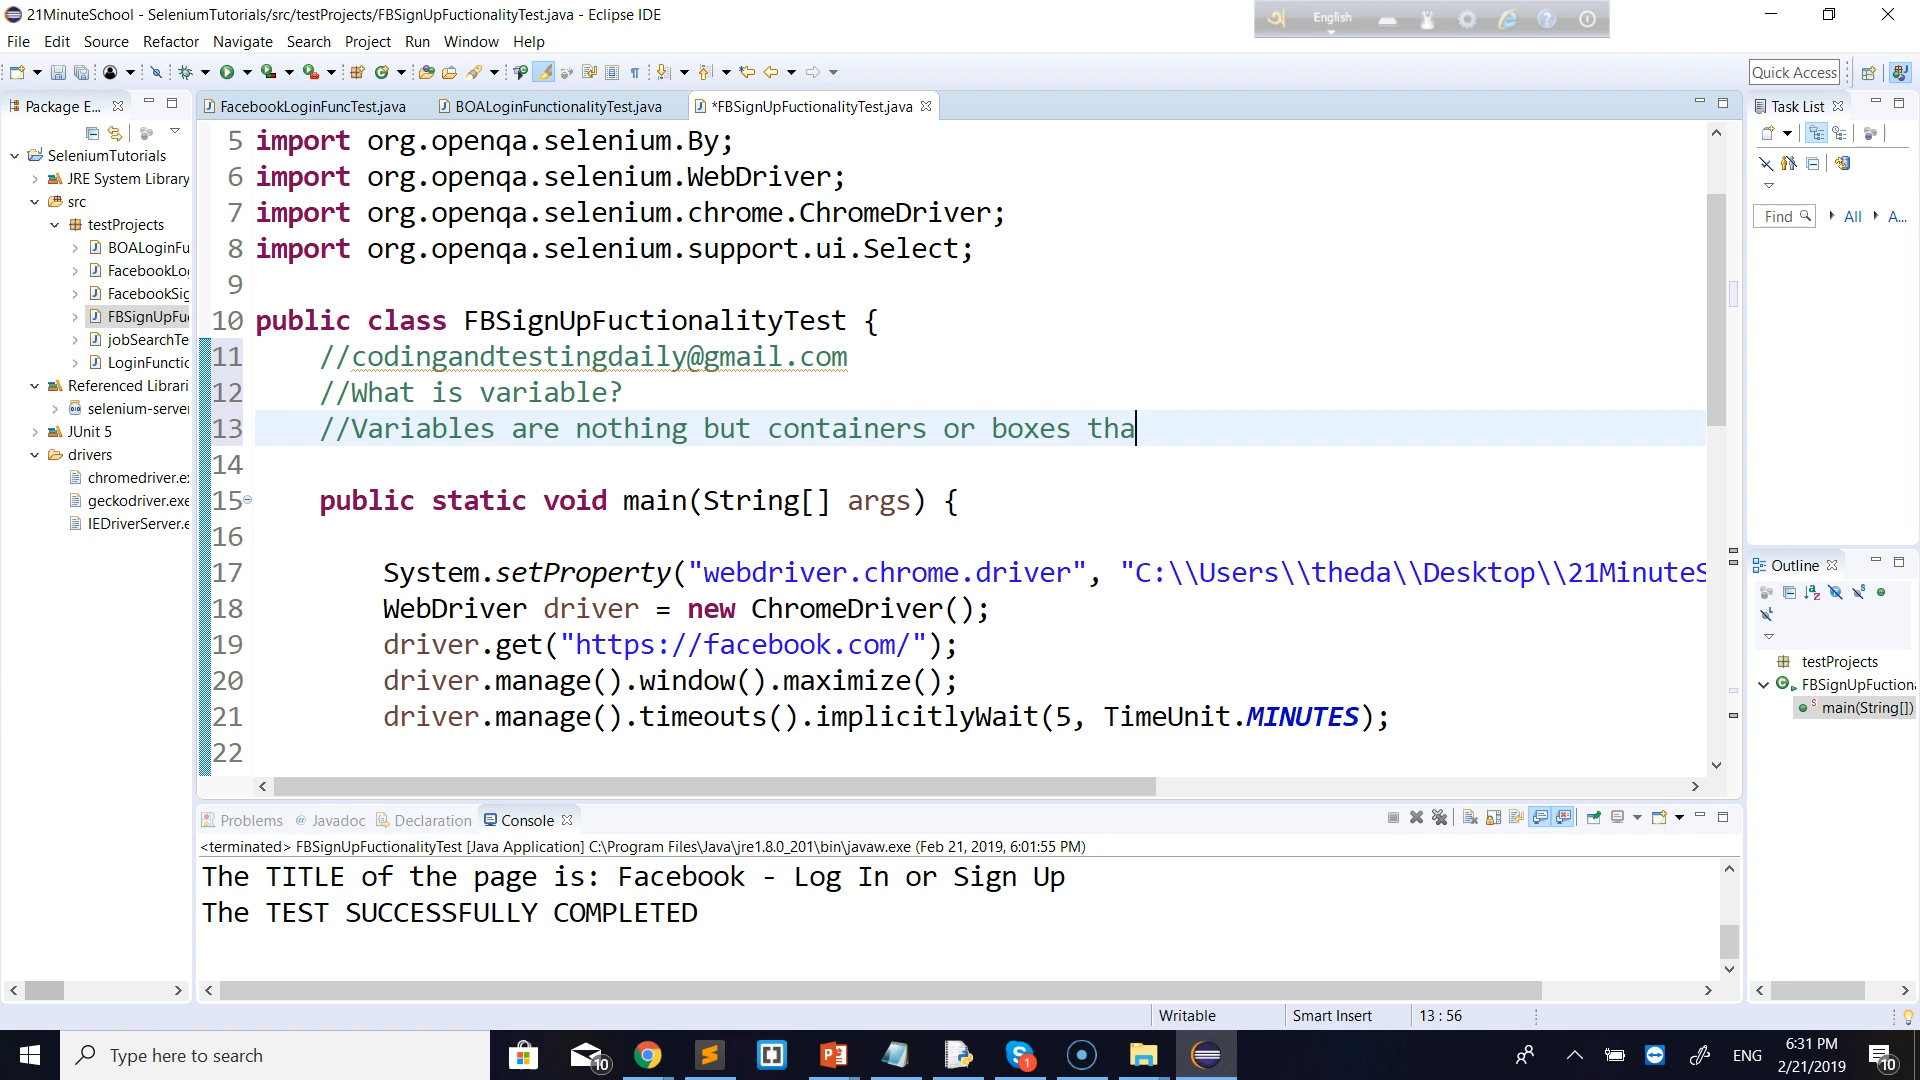 21MinuteSchool - SeleniumTutorials/src/testProjects/FBSignUpFuctionalityTest.java - Eclipse IDE
English
File Edit Source Refactor Navigate Search Project Run Window Help
Quick Access
Package E...
FacebookLoginFuncTest.java
BOALoginFunctionalityTest.java
*FBSignUpFuctionalityTest.java
Task List
SeleniumTutorials
JRE System Library
src
testProjects
BOALoginFu
FacebookLo
FacebookSig
FBSignUpFu
jobSearchTe
LoginFunctic
Referenced Librari
selenium-server
JUnit 5
drivers
chromedriver.ex
geckodriver.exe
IEDriverServer.e
5 import org.openqa.selenium.By;
6 import org.openqa.selenium.WebDriver;
7 import org.openqa.selenium.chrome.ChromeDriver;
8 import org.openqa.selenium.support.ui.Select;
9
10 public class FBSignUpFuctionalityTest {
11 //codingandtestingdaily@gmail.com
12 //What is variable?
13 //Variables are nothing but containers or boxes tha
14
15 public static void main(String[] args) {
16
17 System.setProperty("webdriver.chrome.driver", "C:\\Users\\theda\\Desktop\\21MinuteS
18 WebDriver driver = new ChromeDriver();
19 driver.get("https://facebook.com/");
20 driver.manage().window().maximize();
21 driver.manage().timeouts().implicitlyWait(5, TimeUnit.MINUTES);
22
Find All A...
Outline
testProjects
FBSignUpFuction
main(String[])
Problems Javadoc Declaration Console
<terminated> FBSignUpFuctionalityTest [Java Application] C:\Program Files\Java\jre1.8.0_201\bin\javaw.exe (Feb 21, 2019, 6:01:55 PM)
The TITLE of the page is: Facebook - Log In or Sign Up
The TEST SUCCESSFULLY COMPLETED
Writable Smart Insert 13 : 56
Type here to search
10
1
ENG
6:31 PM
2/21/2019
10